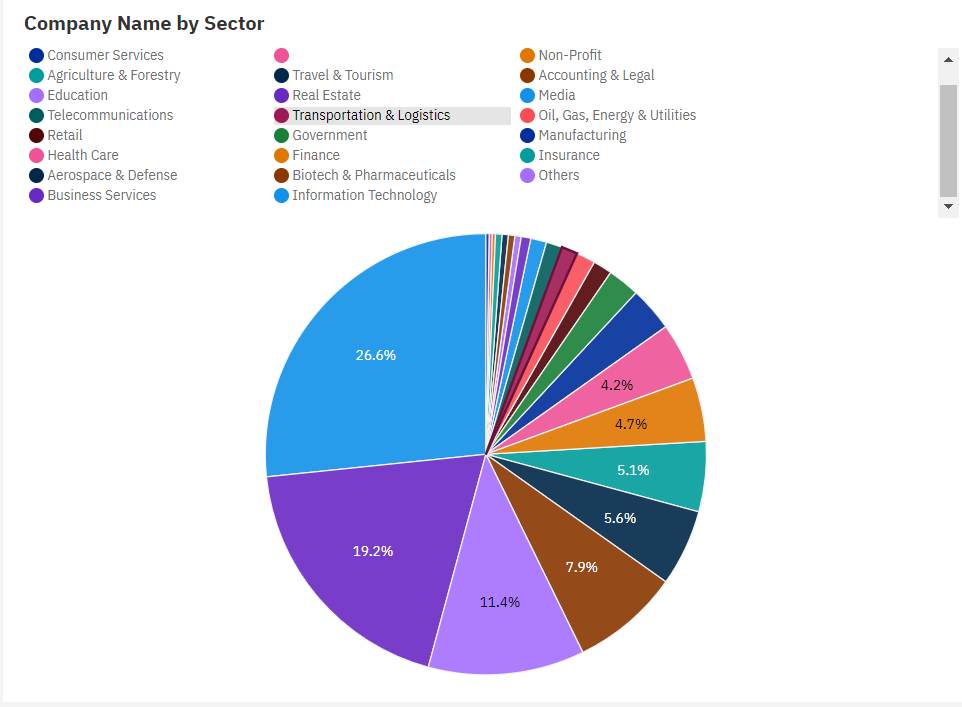 Company Name by Sector
Consumer Services
Non-Profit
Agriculture & Forestry
Travel & Tourism
Accounting & Legal
Education
Real Estate
Media
Telecommunications
Transportation & Logistics
Oil, Gas, Energy & Utilities
Retail
Government
Manufacturing
Health Care
Finance
Insurance
Aerospace & Defense
Biotech & Pharmaceuticals
Others
Business Services
Information Technology
26.6%
4.2%
4.7%
5.1%
5.6%
19.2%
7.9%
11.4%